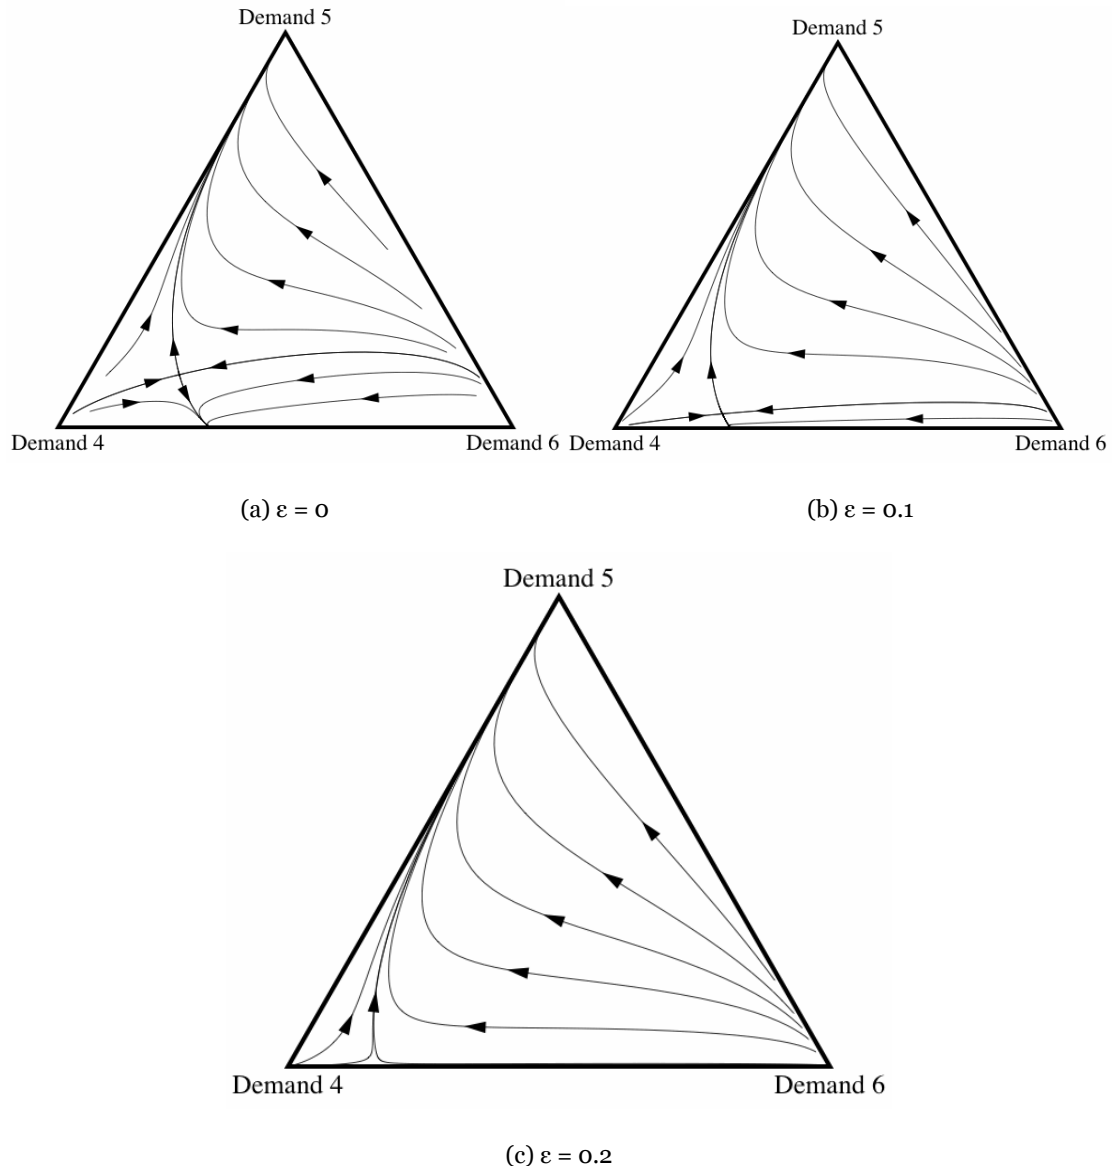 Demand 5
Demand 5
Demand 4
Demand 6
Demand 4
Demand 6
(a) ε = 0
(b) ε = 0.1
Demand 5
Demand 4
Demand 6
(c) ε = 0.2